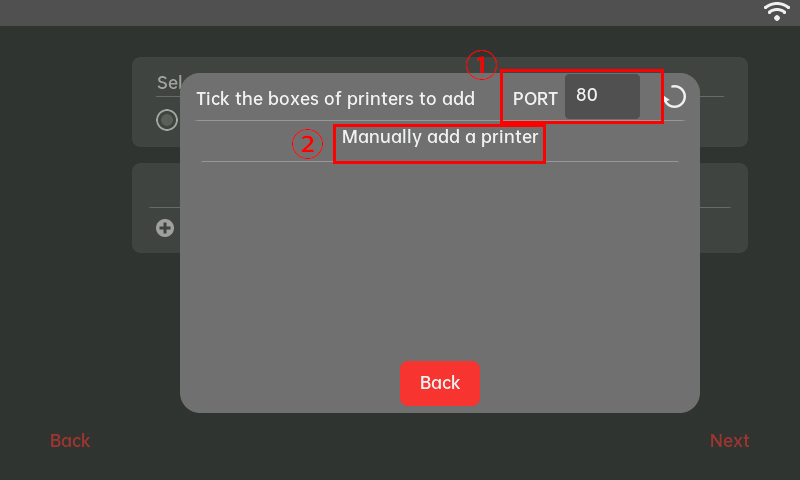 ①
Sel
Tick the boxes of printers to add PORT 80
② Manually add a printer
Back
Back Next